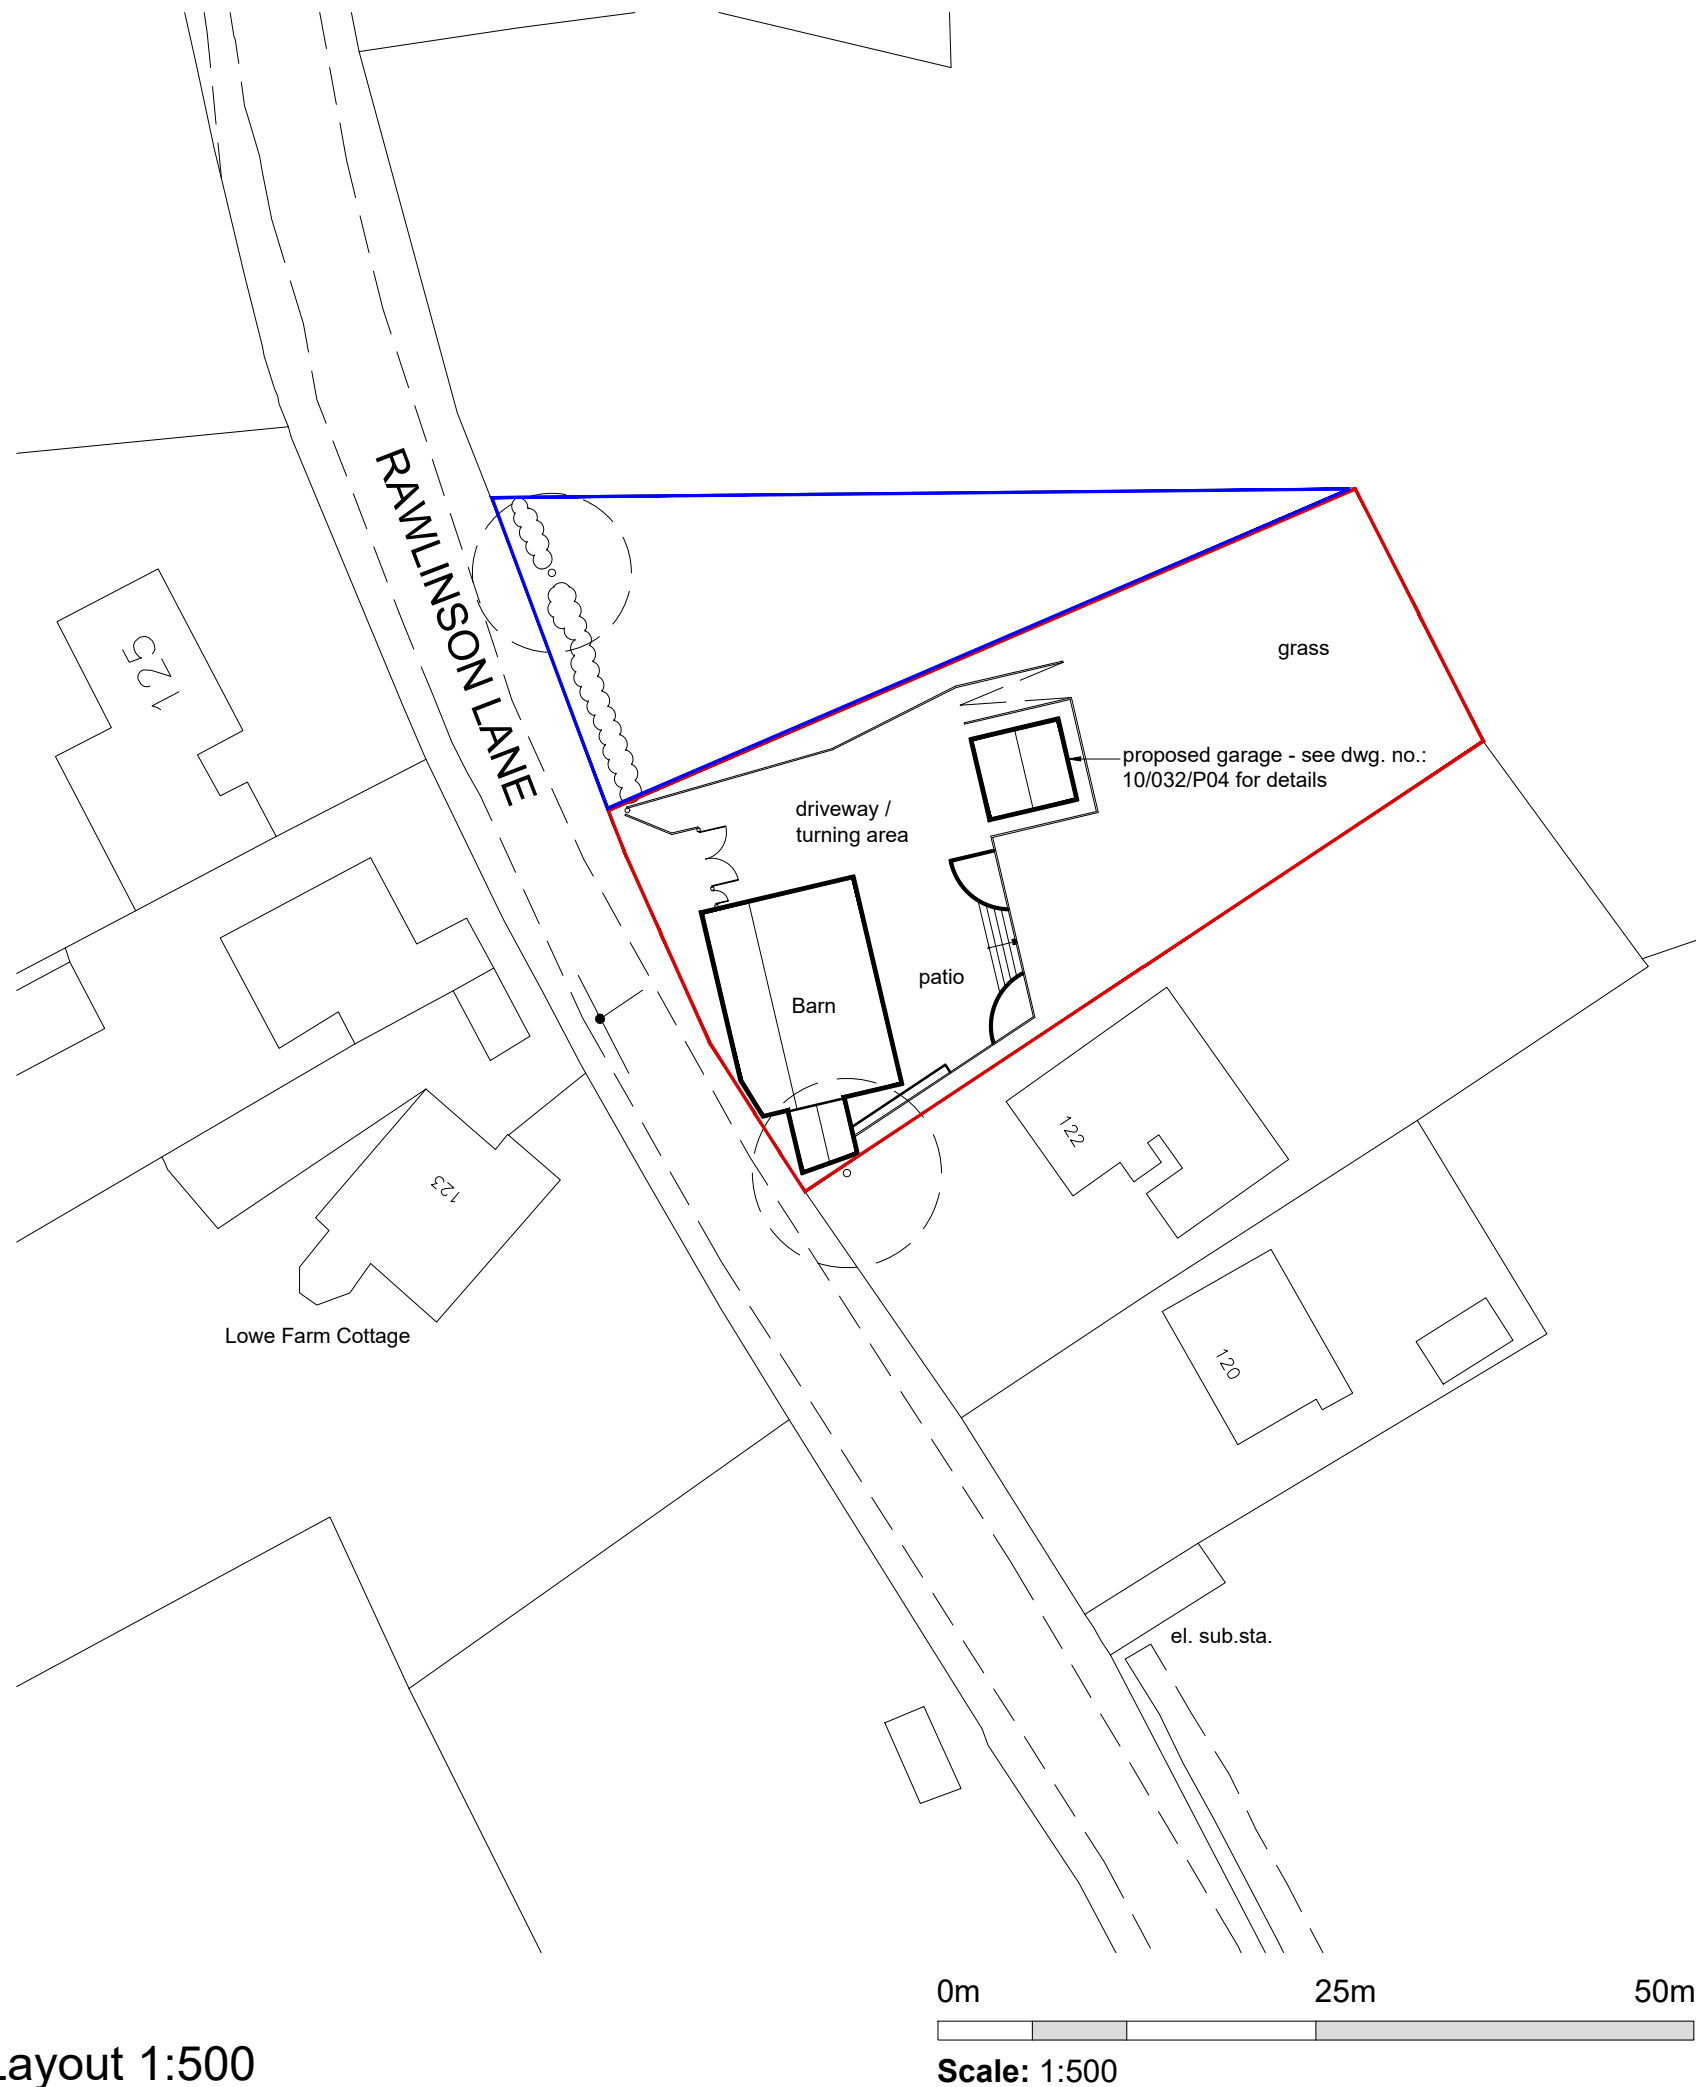 RAWLINSON LANE
125
grass
proposed garage - see dwg. no.:
10/032/P04 for details
driveway /
turning area
patio
Barn
122
123
Lowe Farm Cottage
120
el. sub.sta.
0m 25m 50m
Layout 1:500
Scale: 1:500